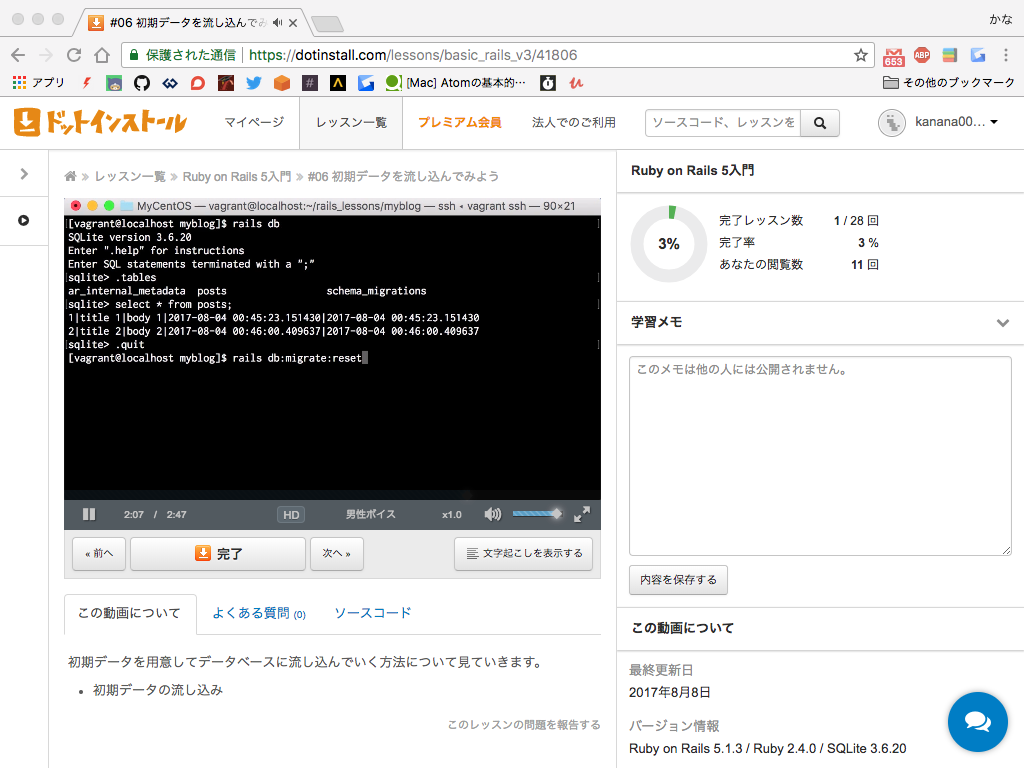 #06 初期データを流し込んでみ
かな
保護された通信 https://dotinstall.com/lessons/basic_rails_v3/41806
653
ABP
アプリ
[Mac] Atomの基本的…
その他のブックマーク
ドットインストール
マイページ
レッスン一覧
プレミアム会員
法人でのご利用
ソースコード、レッスンを
kanana00...
レッスン一覧 » Ruby on Rails 5入門 » #06 初期データを流し込んでみよう
MyCentOS — vagrant@localhost:~/rails_lessons/myblog — ssh ◂ vagrant ssh — 90×21
[vagrant@localhost myblog]$ rails db
SQLite version 3.6.20
Enter ".help" for instructions
Enter SQL statements terminated with a ";"
sqlite> .tables
ar_internal_metadata posts schema_migrations
sqlite> select * from posts;
1|title 1|body 1|2017-08-04 00:45:23.151430|2017-08-04 00:45:23.151430
2|title 2|body 2|2017-08-04 00:46:00.409637|2017-08-04 00:46:00.409637
sqlite> .quit
[vagrant@localhost myblog]$ rails db:migrate:reset
2:07 / 2:47
HD
男性ボイス
x1.0
« 前へ
完了
次へ »
文字起こしを表示する
この動画について
よくある質問 (0)
ソースコード
初期データを用意してデータベースに流し込んでいく方法について見ていきます。
• 初期データの流し込み
このレッスンの問題を報告する
Ruby on Rails 5入門
3%
完了レッスン数 1 / 28 回
完了率 3 %
あなたの閲覧数 11 回
学習メモ
このメモは他の人には公開されません。
内容を保存する
この動画について
最終更新日
2017年8月8日
バージョン情報
Ruby on Rails 5.1.3 / Ruby 2.4.0 / SQLite 3.6.20